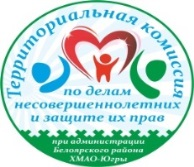 Территориальная комиссия
по делам
несовершеннолетних
и защите их прав
при администрации
Белоярского района
ХМАО-Югры